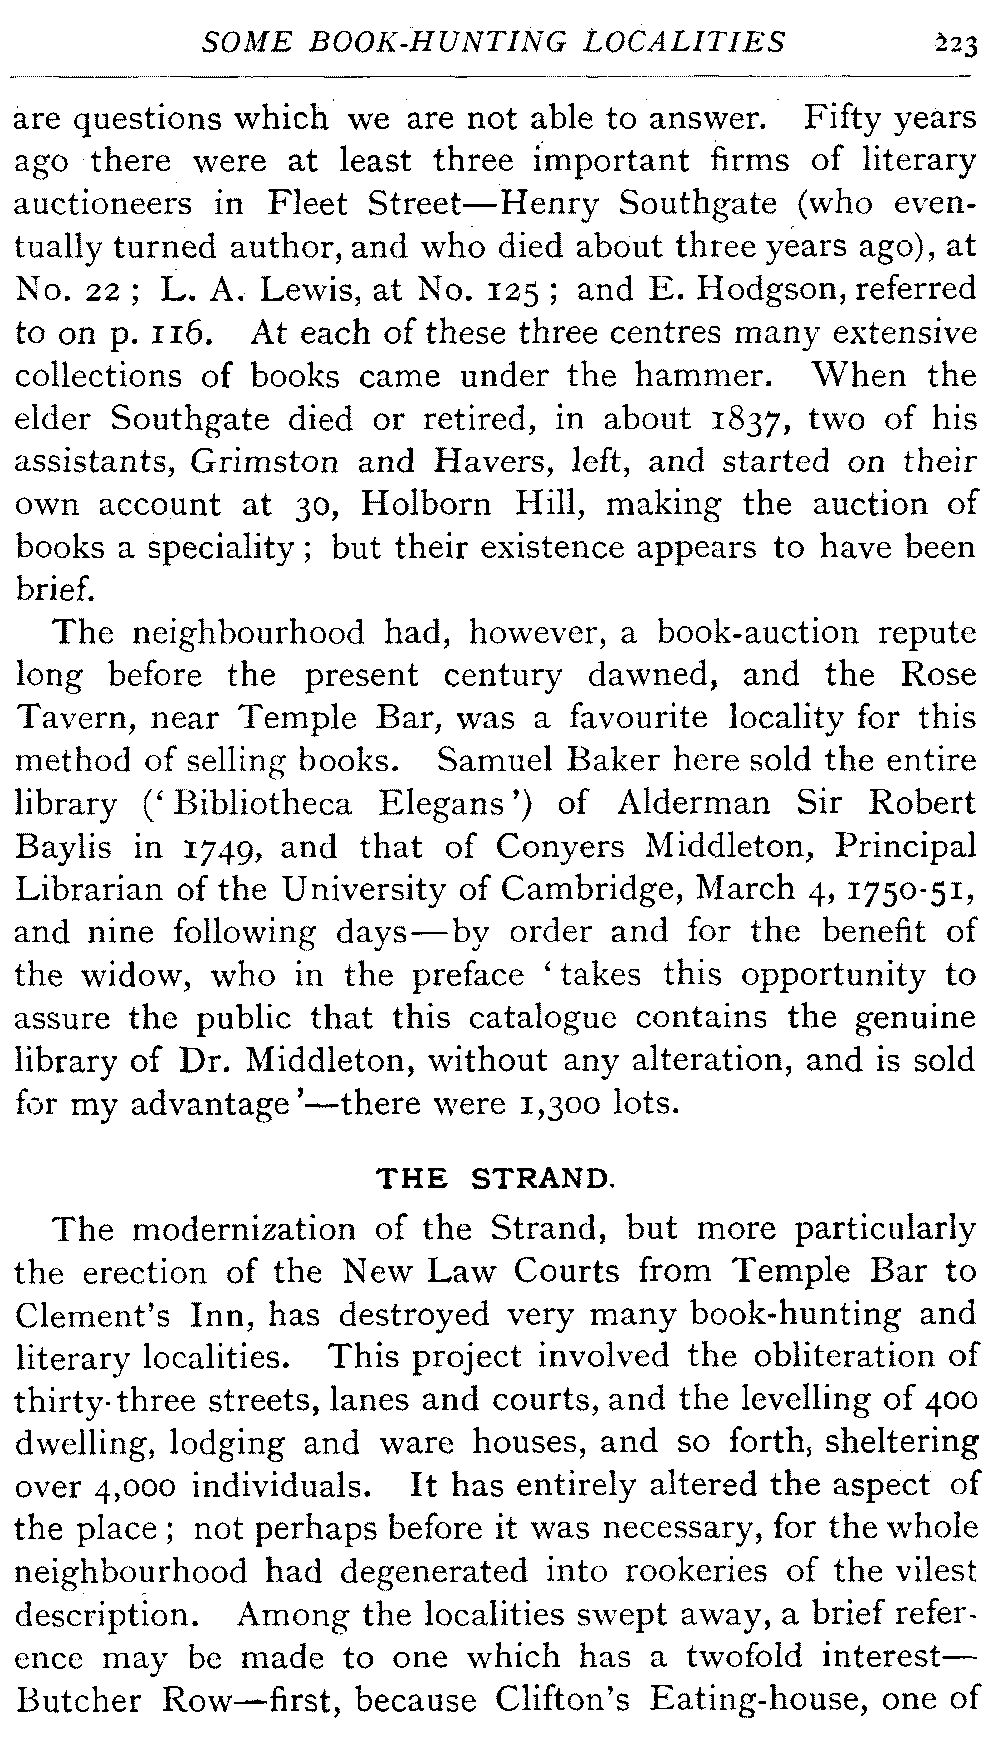 SOME BOOK-HUNTING LOCALITIES 223
are questions which we are not able to answer. Fifty years
ago there were at least three important firms of literary
auctioneers in Fleet Street—Henry Southgate (who even-
tually turned author, and who died about three years ago), at
No. 22 ; L. A. Lewis, at No. 125 ; and E. Hodgson, referred
to on p. 116. At each of these three centres many extensive
collections of books came under the hammer. When the
elder Southgate died or retired, in about 1837, two of his
assistants, Grimston and Havers, left, and started on their
own account at 30, Holborn Hill, making the auction of
books a speciality ; but their existence appears to have been
brief.
The neighbourhood had, however, a book-auction repute
long before the present century dawned, and the Rose
Tavern, near Temple Bar, was a favourite locality for this
method of selling books. Samuel Baker here sold the entire
library (‘ Bibliotheca Elegans ’) of Alderman Sir Robert
Baylis in 1749, and that of Conyers Middleton, Principal
Librarian of the University of Cambridge, March 4, 1750-51,
and nine following days—by order and for the benefit of
the widow, who in the preface ‘ takes this opportunity to
assure the public that this catalogue contains the genuine
library of Dr. Middleton, without any alteration, and is sold
for my advantage ’—there were 1,300 lots.
THE STRAND.
The modernization of the Strand, but more particularly
the erection of the New Law Courts from Temple Bar to
Clement's Inn, has destroyed very many book-hunting and
literary localities. This project involved the obliteration of
thirty-three streets, lanes and courts, and the levelling of 400
dwelling, lodging and ware houses, and so forth, sheltering
over 4,000 individuals. It has entirely altered the aspect of
the place ; not perhaps before it was necessary, for the whole
neighbourhood had degenerated into rookeries of the vilest
description. Among the localities swept away, a brief refer-
ence may be made to one which has a twofold interest—
Butcher Row—first, because Clifton's Eating-house, one of